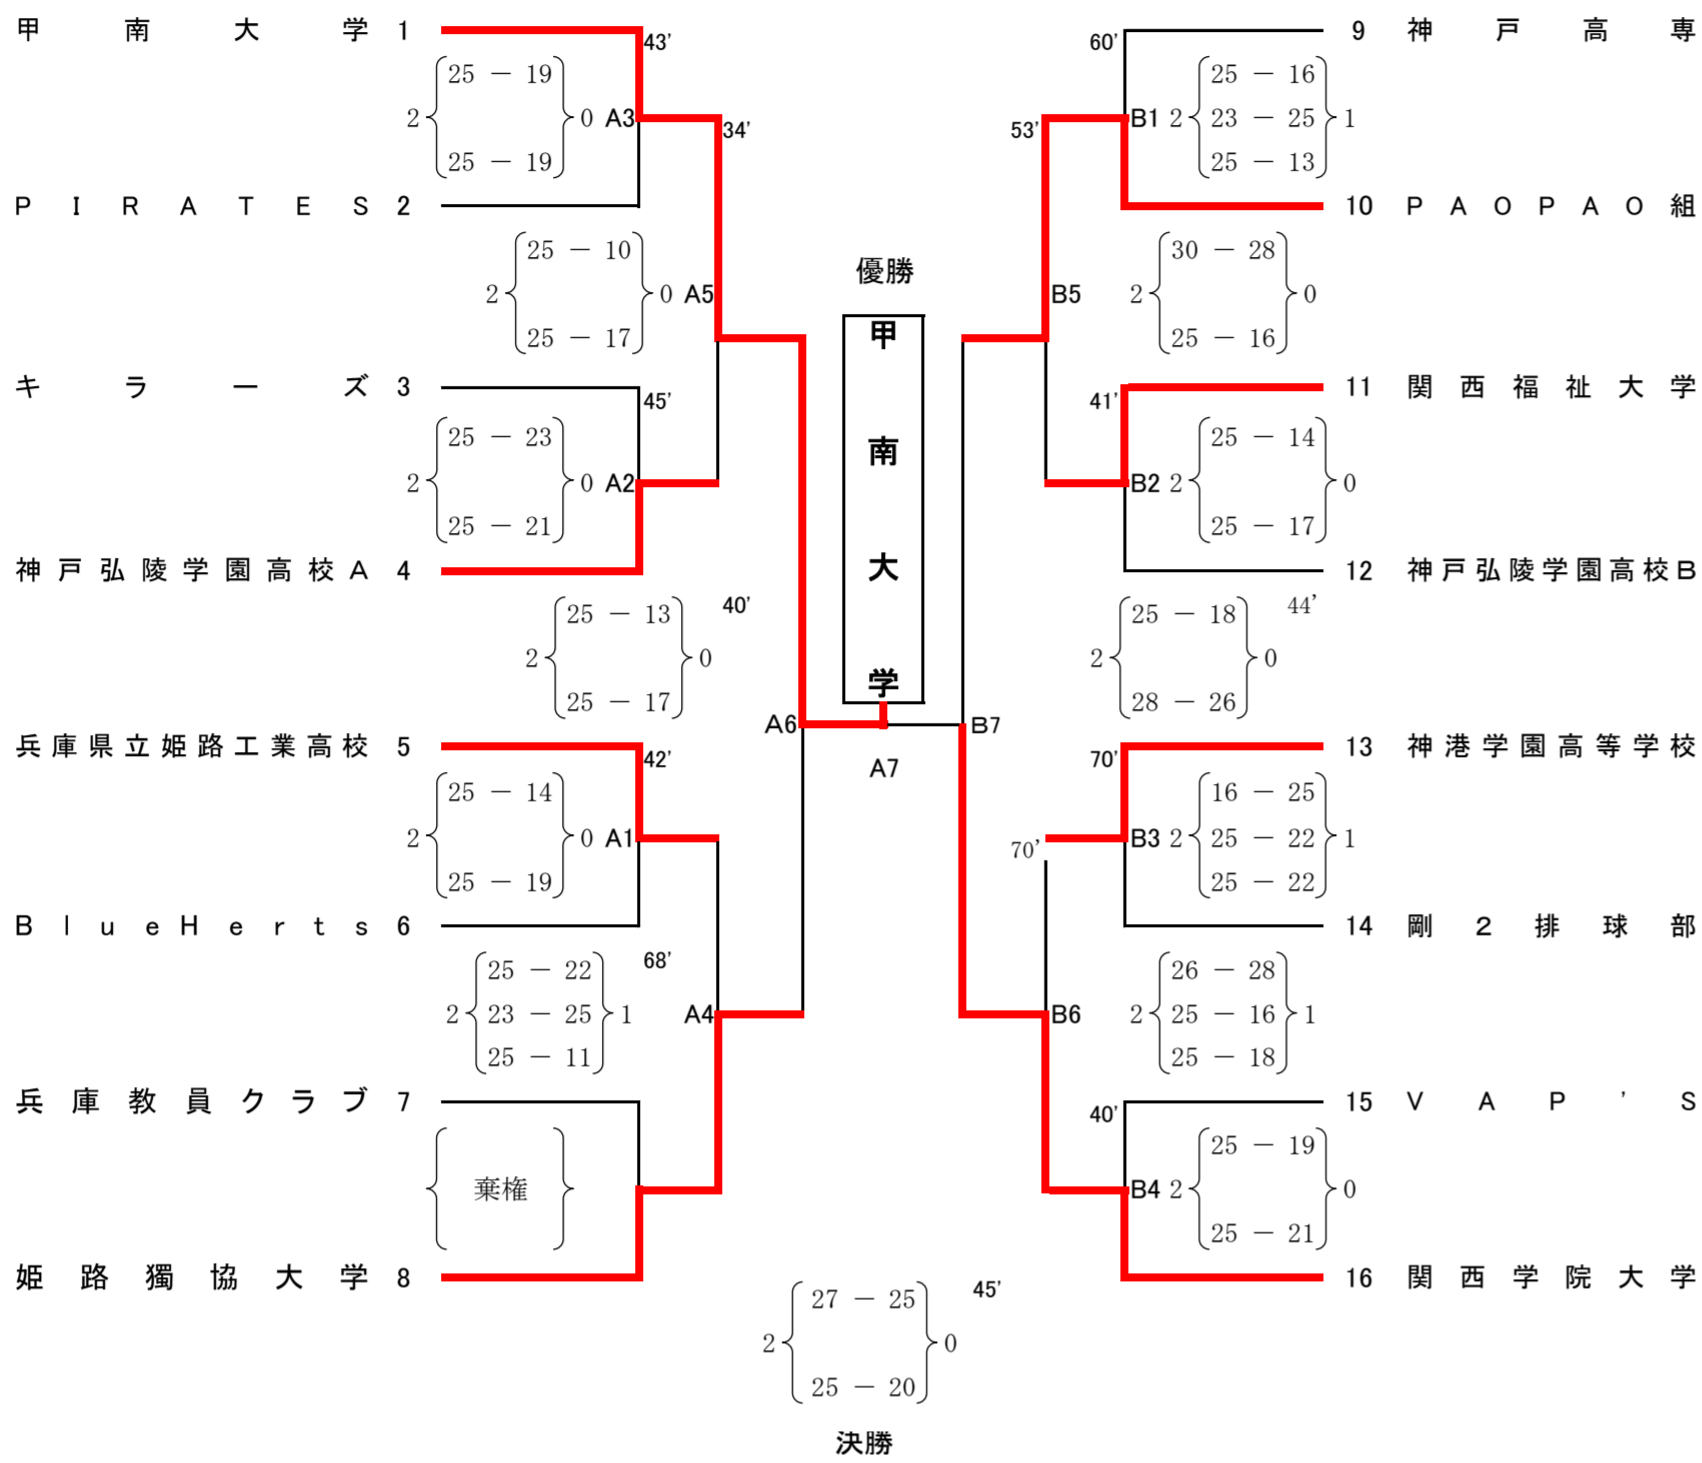 甲南大学 1 43' 60' 9 神戸高専
25 － 19 25 － 16
2 0 A3 34' 53' B1 2 23 － 25 1
25 － 19 25 － 13
PIRATES 2 10 PAOPAO組
25 － 10 優勝 30 － 28
2 0 A5 B5 2 0
25 － 17 25 － 16
甲南大学
キラーズ 3 45' 41' 11 関西福祉大学
25 － 23 25 － 14
2 0 A2 B2 2 0
25 － 21 25 － 17
神戸弘陵学園高校A 4 12 神戸弘陵学園高校B
25 － 13 40' 25 － 18 44'
2 0 2 0
25 － 17 28 － 26
A6 B7
兵庫県立姫路工業高校 5 42' A7 70' 13 神港学園高等学校
25 － 14 16 － 25
2 0 A1 70' B3 2 25 － 22 1
25 － 19 25 － 22
BlueHerts 6 14 剛2排球部
25 － 22 68' 26 － 28
2 23 － 25 1 A4 B6 2 25 － 16 1
25 － 11 25 － 18
兵庫教員クラブ 7 40' 15 VAP'S
25 － 19
棄権 B4 2 0
25 － 21
姫路獨協大学 8 16 関西学院大学
27 － 25 45'
2 0
25 － 20
決勝